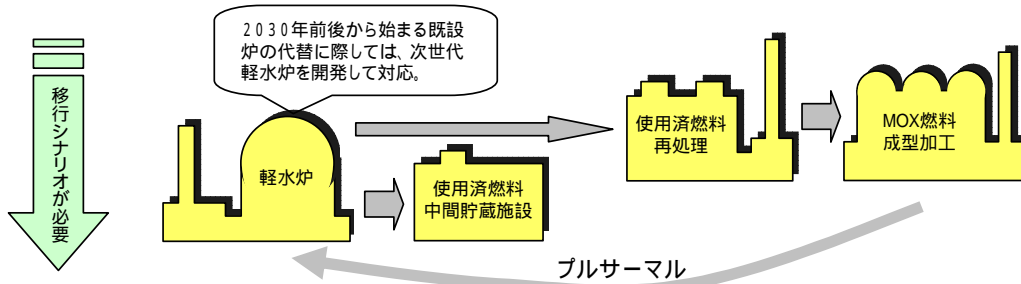 2030年前後から始まる既設
炉の代替に際しては、次世代
軽水炉を開発して対応。
移行シナリオが必要
軽水炉
使用済燃料
中間貯蔵施設
使用済燃料
再処理
MOX燃料
成型加工
プルサーマル